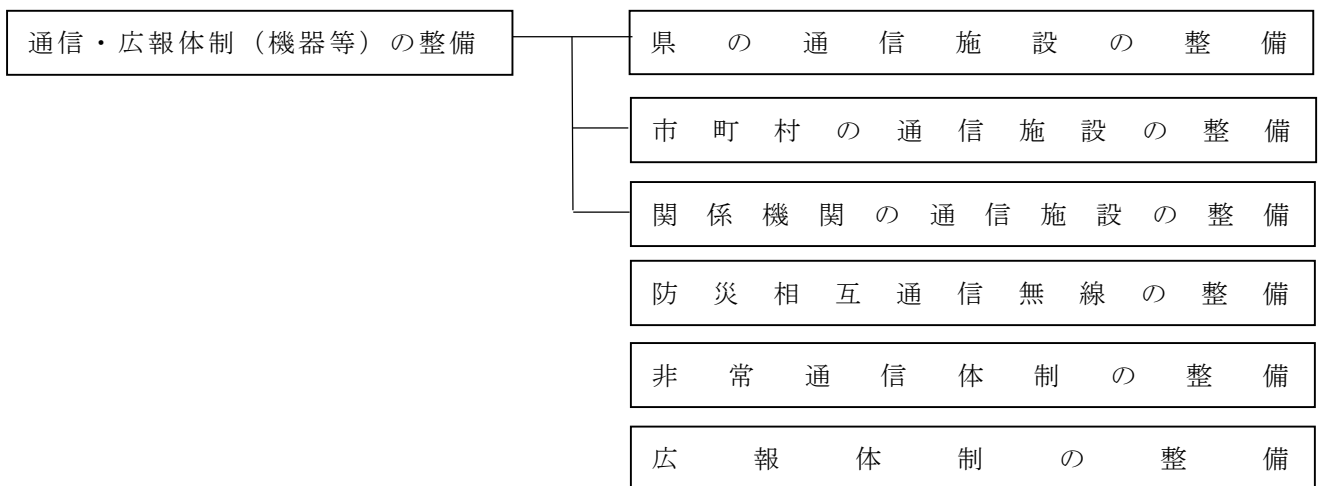 通信・広報体制（機器等）の整備
県の通信施設の整備
市町村の通信施設の整備
関係機関の通信施設の整備
防災相互通信無線の整備
非常通信体制の整備
広報体制の整備